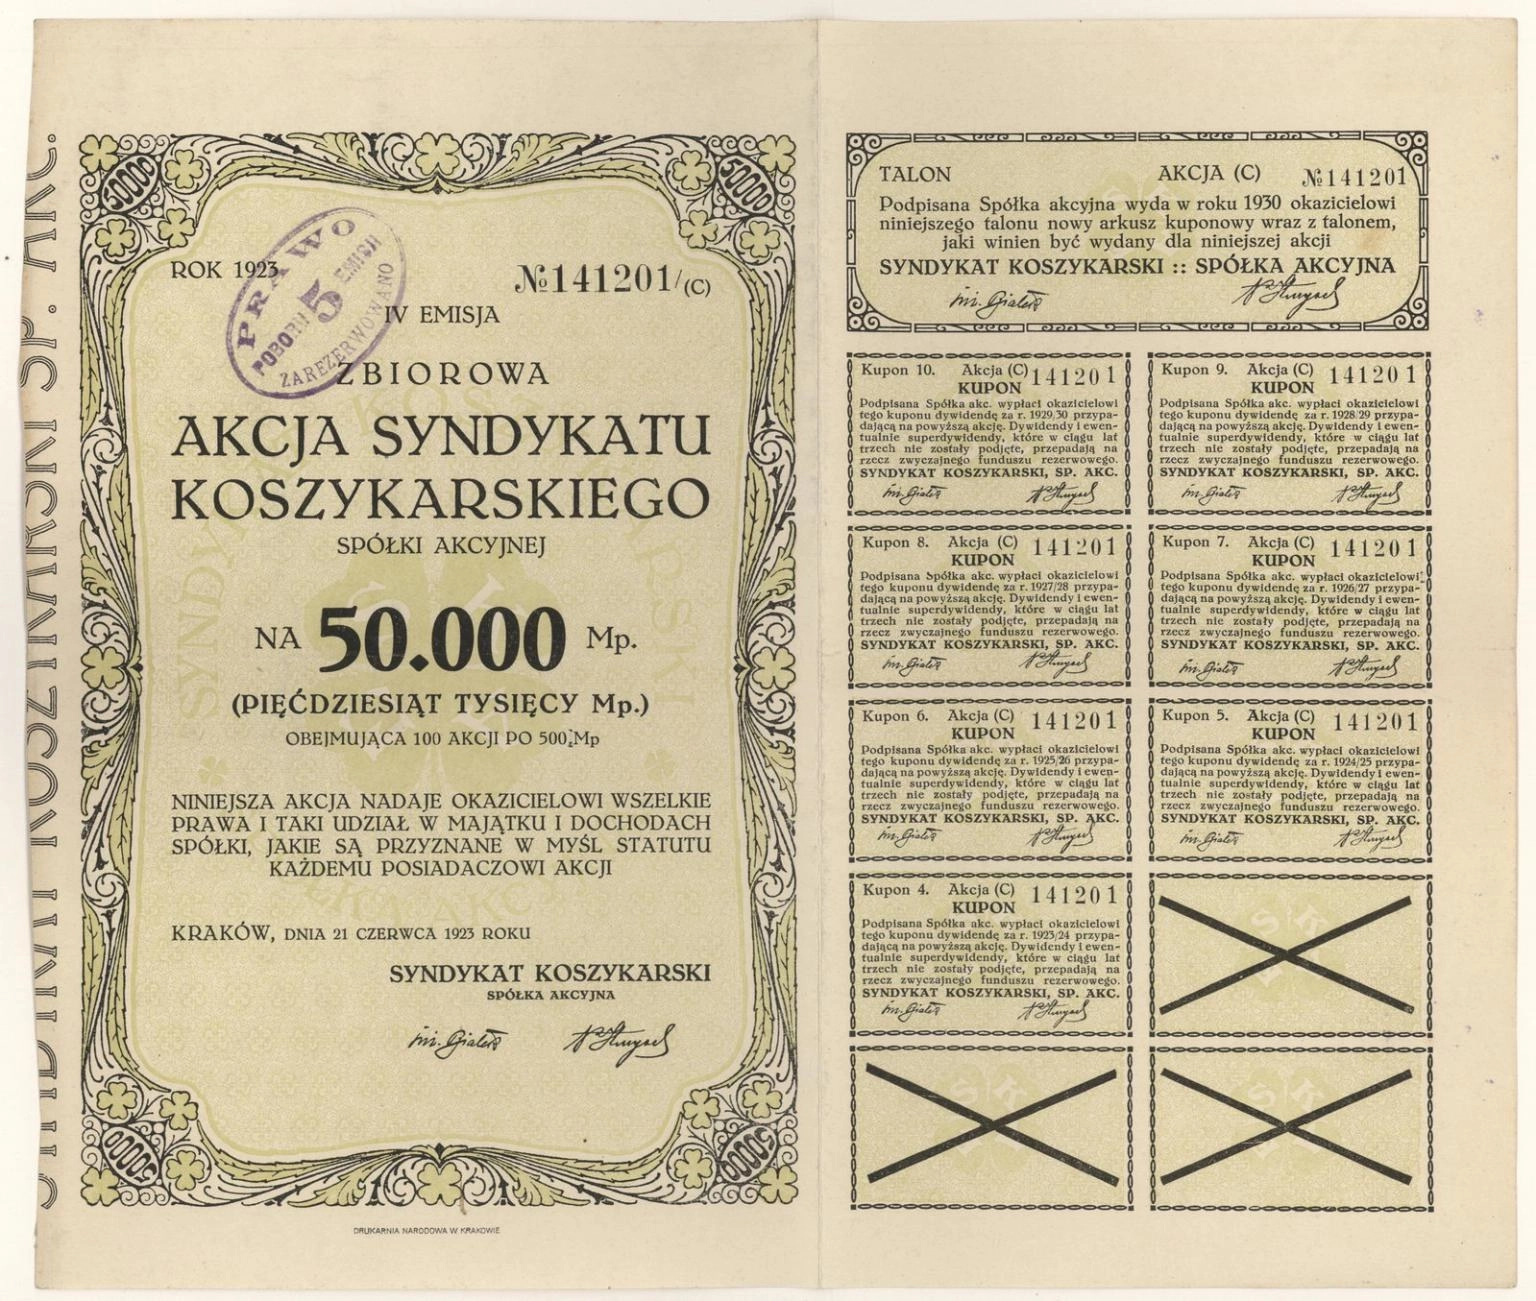 SYNDYKAT KOSZYKARSKI SP. AKC.
50000
50000
ROK 1923
№141201/(C)
PRAWO
POBORU 5 EMISJI
ZAREZERWOWANO
IV EMISJA
ZBIOROWA
AKCJA SYNDYKATU
KOSZYKARSKIEGO
SPÓŁKI AKCYJNEJ
NA 50.000 Mp.
(PIĘĆDZIESIĄT TYSIĘCY Mp.)
OBEJMUJĄCA 100 AKCJI PO 500 Mp
NINIEJSZA AKCJA NADAJE OKAZICIELOWI WSZELKIE
PRAWA I TAKI UDZIAŁ W MAJĄTKU I DOCHODACH
SPÓŁKI, JAKIE SĄ PRZYZNANE W MYŚL STATUTU
KAŻDEMU POSIADACZOWI AKCJI
KRAKÓW, DNIA 21 CZERWCA 1923 ROKU
SYNDYKAT KOSZYKARSKI
SPÓŁKA AKCYJNA
50000
50000
DRUKARNIA NARODOWA W KRAKOWIE
TALON AKCJA (C) №141201
Podpisana Spółka akcyjna wyda w roku 1930 okazicielowi
niniejszego talonu nowy arkusz kuponowy wraz z talonem,
jaki winien być wydany dla niniejszej akcji
SYNDYKAT KOSZYKARSKI :: SPÓŁKA AKCYJNA
Kupon 10. Akcja (C) 141201
KUPON
Podpisana Spółka akc. wypłaci okazicielowi
tego kuponu dywidendę za r. 1929/30 przypa-
dającą na powyższą akcję. Dywidendy i ewen-
tualnie superdywidendy, które w ciągu lat
trzech nie zostały podjęte, przepadają na
rzecz zwyczajnego funduszu rezerwowego.
SYNDYKAT KOSZYKARSKI, SP. AKC.
Kupon 9. Akcja (C) 141201
KUPON
Podpisana Spółka akc. wypłaci okazicielowi
tego kuponu dywidendę za r. 1928/29 przypa-
dającą na powyższą akcję. Dywidendy i ewen-
tualnie superdywidendy, które w ciągu lat
trzech nie zostały podjęte, przepadają na
rzecz zwyczajnego funduszu rezerwowego.
SYNDYKAT KOSZYKARSKI, SP. AKC.
Kupon 8. Akcja (C) 141201
KUPON
Podpisana Spółka akc. wypłaci okazicielowi
tego kuponu dywidendę za r. 1927/28 przypa-
dającą na powyższą akcję. Dywidendy i ewen-
tualnie superdywidendy, które w ciągu lat
trzech nie zostały podjęte, przepadają na
rzecz zwyczajnego funduszu rezerwowego.
SYNDYKAT KOSZYKARSKI, SP. AKC.
Kupon 7. Akcja (C) 141201
KUPON
Podpisana Spółka akc. wypłaci okazicielowi
tego kuponu dywidendę za r. 1926/27 przypa-
dającą na powyższą akcję. Dywidendy i ewen-
tualnie superdywidendy, które w ciągu lat
trzech nie zostały podjęte, przepadają na
rzecz zwyczajnego funduszu rezerwowego.
SYNDYKAT KOSZYKARSKI, SP. AKC.
Kupon 6. Akcja (C) 141201
KUPON
Podpisana Spółka akc. wypłaci okazicielowi
tego kuponu dywidendę za r. 1925/26 przypa-
dającą na powyższą akcję. Dywidendy i ewen-
tualnie superdywidendy, które w ciągu lat
trzech nie zostały podjęte, przepadają na
rzecz zwyczajnego funduszu rezerwowego.
SYNDYKAT KOSZYKARSKI, SP. AKC.
Kupon 5. Akcja (C) 141201
KUPON
Podpisana Spółka akc. wypłaci okazicielowi
tego kuponu dywidendę za r. 1924/25 przypa-
dającą na powyższą akcję. Dywidendy i ewen-
tualnie superdywidendy, które w ciągu lat
trzech nie zostały podjęte, przepadają na
rzecz zwyczajnego funduszu rezerwowego.
SYNDYKAT KOSZYKARSKI, SP. AKC.
Kupon 4. Akcja (C) 141201
KUPON
Podpisana Spółka akc. wypłaci okazicielowi
tego kuponu dywidendę za r. 1923/24 przypa-
dającą na powyższą akcję. Dywidendy i ewen-
tualnie superdywidendy, które w ciągu lat
trzech nie zostały podjęte, przepadają na
rzecz zwyczajnego funduszu rezerwowego.
SYNDYKAT KOSZYKARSKI, SP. AKC.